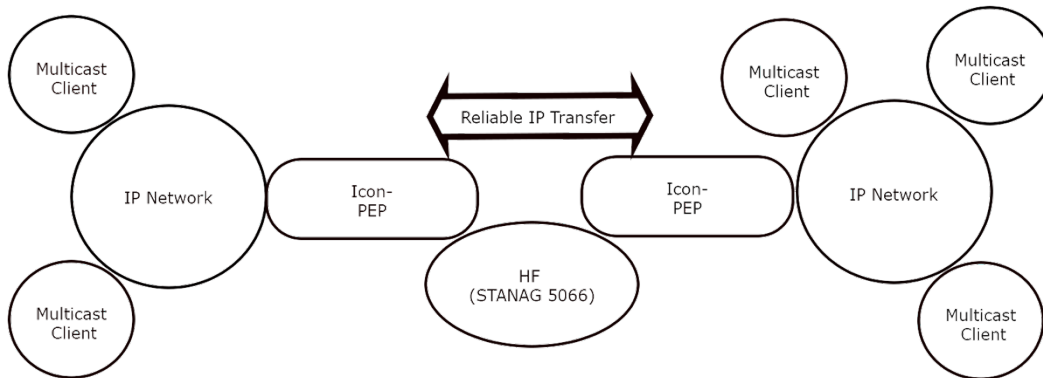 Multicast
Client
IP Network
Multicast
Client
Icon-
PEP
Reliable IP Transfer
HF
(STANAG 5066)
Icon-
PEP
Multicast
Client
Multicast
Client
IP Network
Multicast
Client